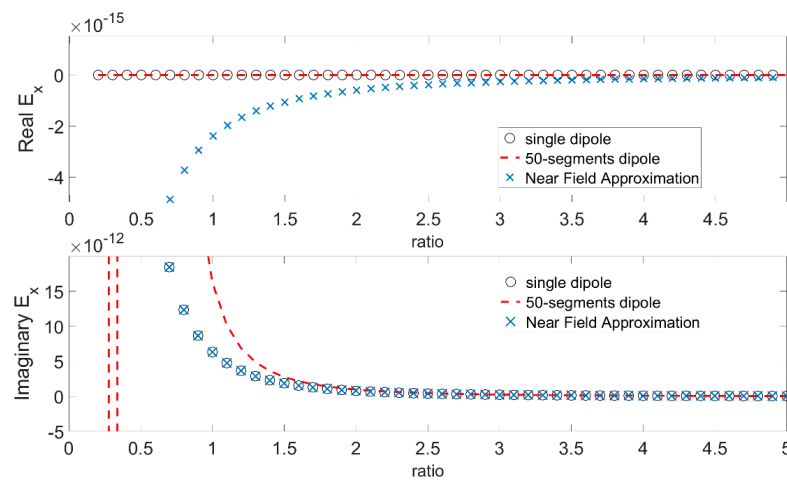 ×10⁻¹⁵
0
-2
-4
Real Eₓ
0 0.5 1 1.5 2 2.5 3 3.5 4 4.5
ratio
single dipole
50-segments dipole
Near Field Approximation
×10⁻¹²
15
10
5
0
-5
Imaginary Eₓ
0 0.5 1 1.5 2 2.5 3 3.5 4 4.5 5
ratio
single dipole
50-segments dipole
Near Field Approximation